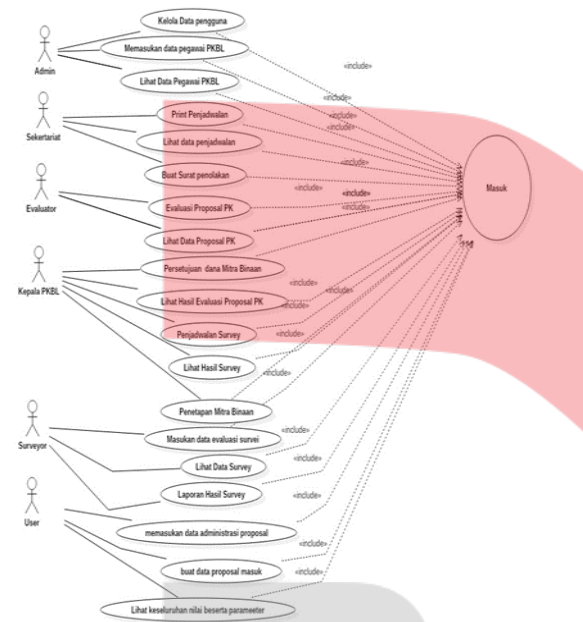 Kelola Data pengguna
Memasukan data pegawai PKBL
Admin
«include»
Lihat Data Pegawai PKBL
«include»
Print Penjadwalan
«include»
«include»
Sekertariat
Lihat data penjadwalan
«include»
Buat Surat penolakan
«include»
«include»
Masuk
Evaluator
Evaluasi Proposal PK
«include»
Lihat Data Proposal PK
Persetujuan dana Mitra Binaan
Kepala PKBL
«include»
«include»
Lihat Hasil Evaluasi Proposal PK
«include»
Penjadwalan Survey
«include»
Lihat Hasil Survey
«include»
Penetapan Mitra Binaan
Surveyor
Masukan data evaluasi survei
«include»
Lihat Data Survey
«include»
Laporan Hasil Survey
«include»
User
memasukan data administrasi proposal
«include»
buat data proposal masuk
«include»
Lihat keseluruhan nilai beserta parameeter